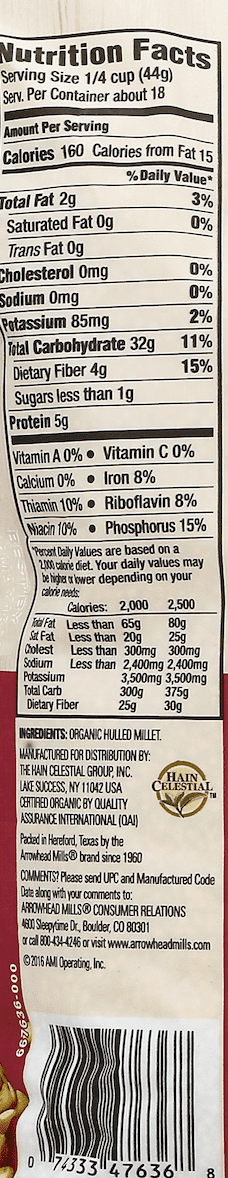 Nutrition Facts
Serving Size 1/4 cup (44g)
Serv. Per Container about 18
Amount Per Serving
Calories 160 Calories from Fat 15
% Daily Value*
Total Fat 2g 3%
Saturated Fat 0g 0%
Trans Fat 0g
Cholesterol 0mg 0%
Sodium 0mg 0%
Potassium 85mg 2%
Total Carbohydrate 32g 11%
Dietary Fiber 4g 15%
Sugars less than 1g
Protein 5g
Vitamin A 0% • Vitamin C 0%
Calcium 0% • Iron 8%
Thiamin 10% • Riboflavin 8%
Niacin 10% • Phosphorus 15%
*Percent Daily Values are based on a
2,000 calorie diet. Your daily values may
be higher or lower depending on your
calorie needs:
Calories: 2,000 2,500
Total Fat Less than 65g 80g
Sat Fat Less than 20g 25g
Cholest Less than 300mg 300mg
Sodium Less than 2,400mg 2,400mg
Potassium 3,500mg 3,500mg
Total Carb 300g 375g
Dietary Fiber 25g 30g
INGREDIENTS: ORGANIC HULLED MILLET.
MANUFACTURED FOR DISTRIBUTION BY:
THE HAIN CELESTIAL GROUP, INC.
LAKE SUCCESS, NY 11042 USA
CERTIFIED ORGANIC BY QUALITY
ASSURANCE INTERNATIONAL (QAI)
HAIN
CELESTIAL™
Packed in Hereford, Texas by the
Arrowhead Mills® brand since 1960
COMMENTS? Please send UPC and Manufactured Code
Date along with your comments to:
ARROWHEAD MILLS® CONSUMER RELATIONS
4600 Sleepytime Dr., Boulder, CO 80301
or call 800-434-4246 or visit www.arrowheadmills.com
©2016 AMI Operating, Inc.
667636-000
0 74333 47636 8